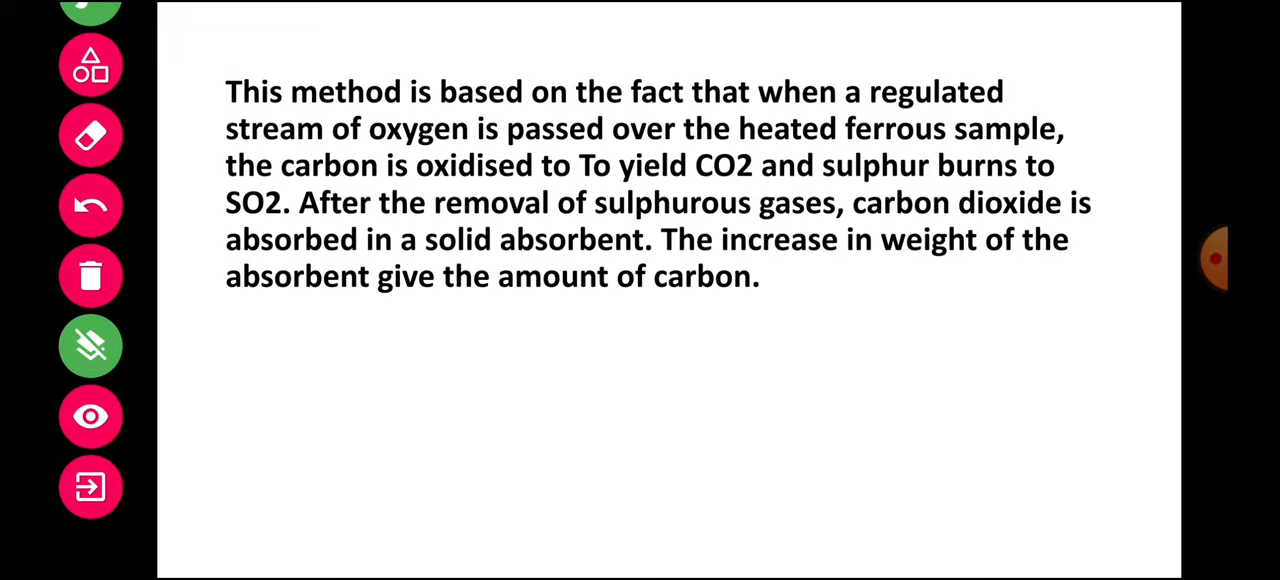 This method is based on the fact that when a regulated
stream of oxygen is passed over the heated ferrous sample,
the carbon is oxidised to To yield CO2 and sulphur burns to
SO2. After the removal of sulphurous gases, carbon dioxide is
absorbed in a solid absorbent. The increase in weight of the
absorbent give the amount of carbon.